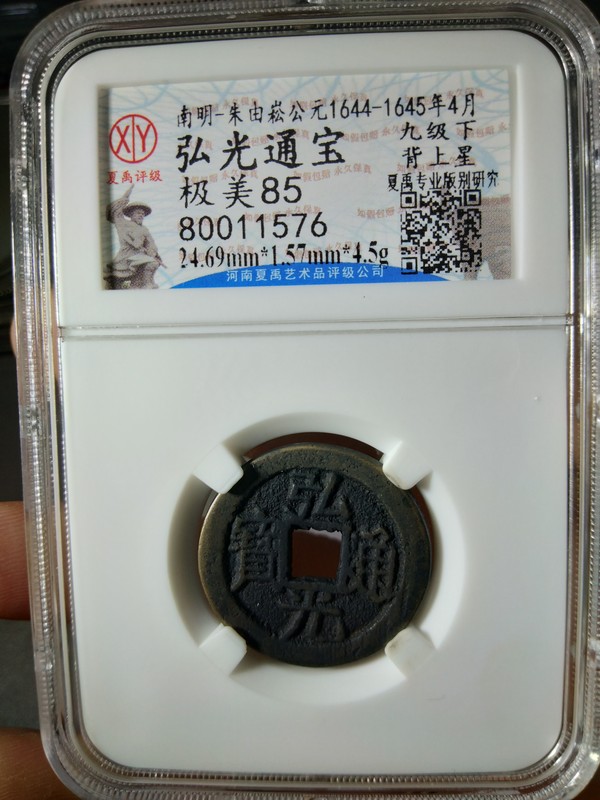 南明-朱由崧公元1644-1645年4月
XY
夏禹评级
弘光通宝
九级下
背上星
极美85
夏禹专业版别研究
80011576
24.69mm*1.57mm*4.5g
河南夏禹艺术品评级公司
弘光通寶